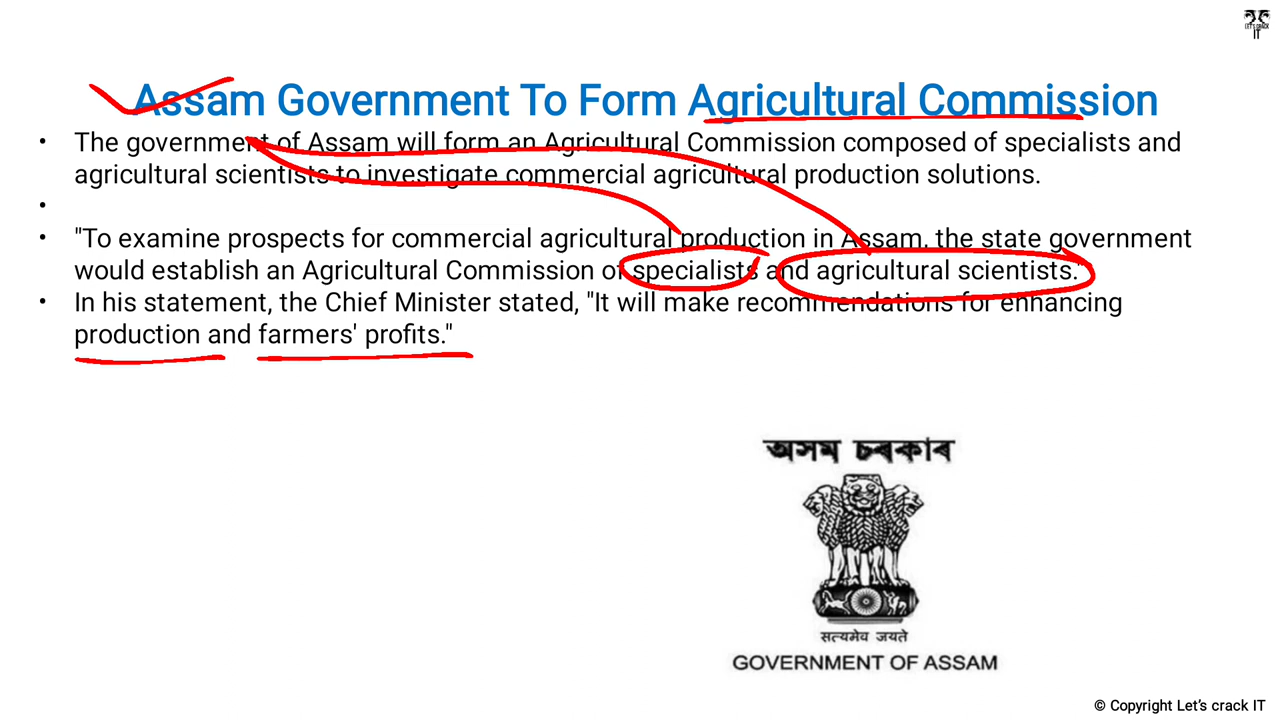 LET'S CRACK
IT
Assam Government To Form Agricultural Commission
• The government of Assam will form an Agricultural Commission composed of specialists and
agricultural scientists to investigate commercial agricultural production solutions.
•
• "To examine prospects for commercial agricultural production in Assam, the state government
would establish an Agricultural Commission of specialists and agricultural scientists."
• In his statement, the Chief Minister stated, "It will make recommendations for enhancing
production and farmers' profits."
অসম চৰকাৰ
सत्यमेव जयते
GOVERNMENT OF ASSAM
© Copyright Let's crack IT